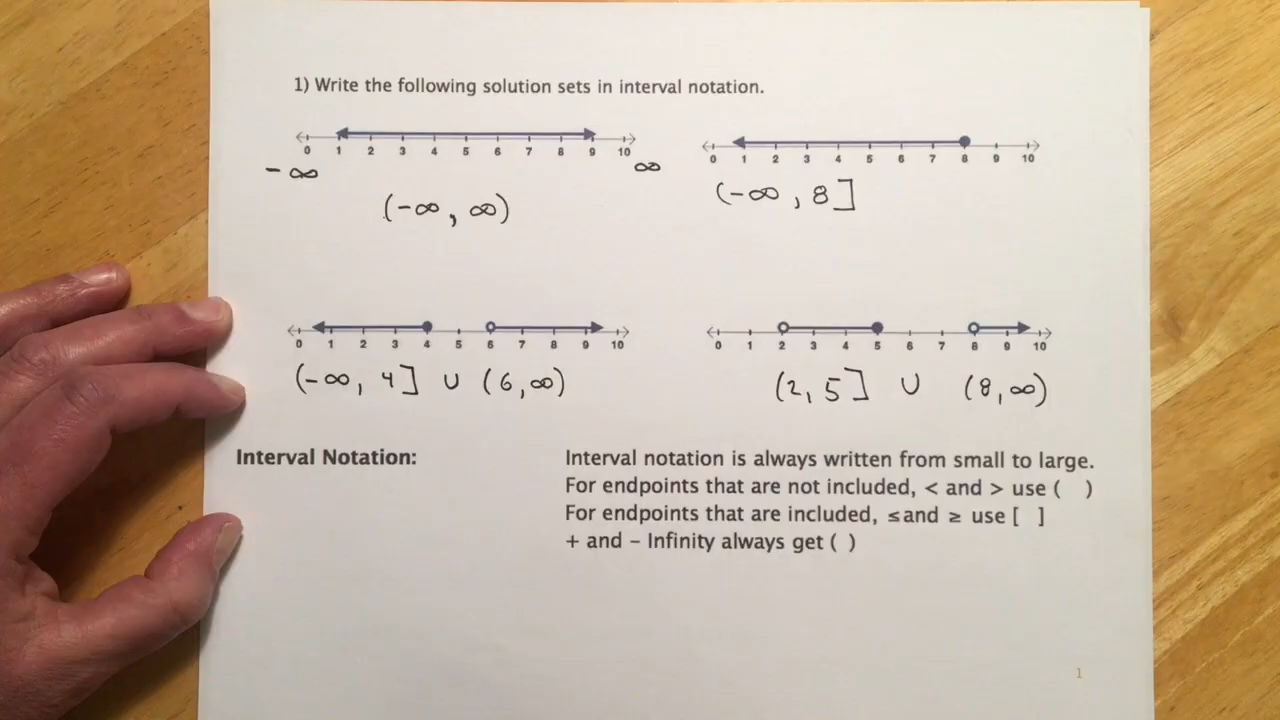 1) Write the following solution sets in interval notation.
0 1 2 3 4 5 6 7 8 9 10
0 1 2 3 4 5 6 7 8 9 10
-∞ ∞
(-∞, ∞)
(-∞, 8]
0 1 2 3 4 5 6 7 8 9 10
0 1 2 3 4 5 6 7 8 9 10
(-∞, 4] ∪ (6, ∞)
(2, 5] ∪ (8, ∞)
Interval Notation:
Interval notation is always written from small to large.
For endpoints that are not included, < and > use ( )
For endpoints that are included, ≤ and ≥ use [ ]
+ and - Infinity always get ( )
1